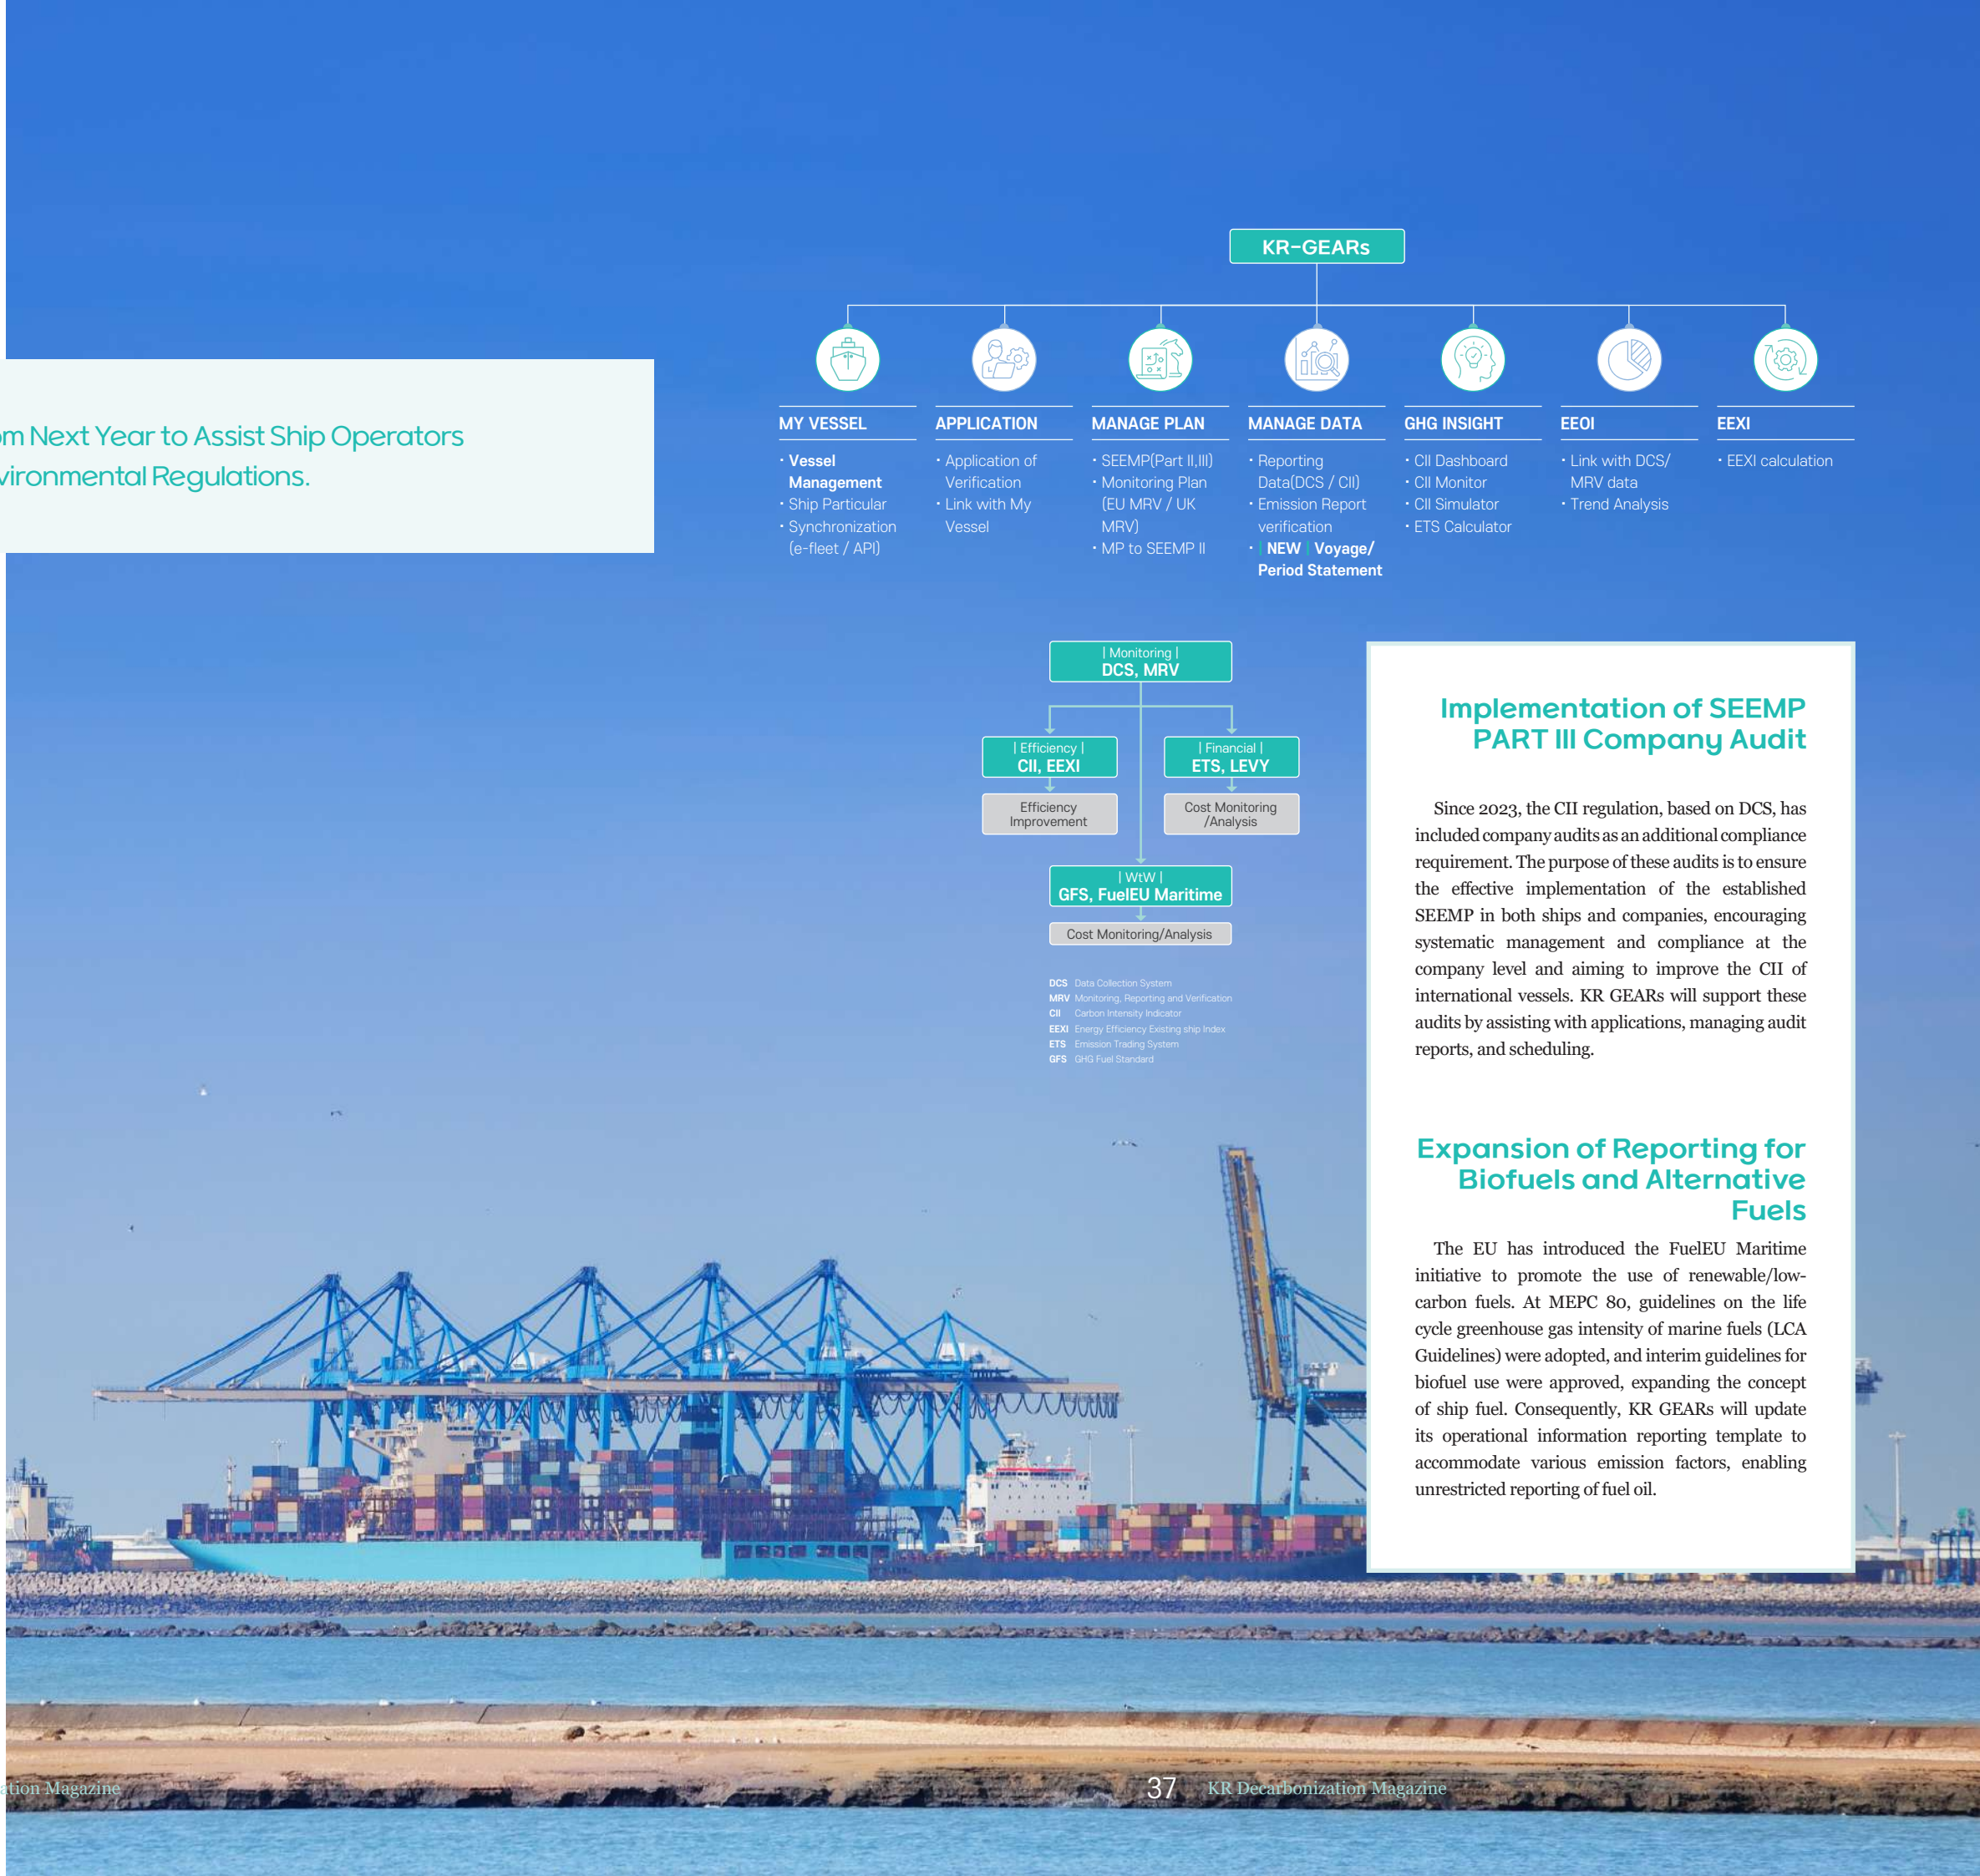 om Next Year to Assist Ship Operators
vironmental Regulations.
KR-GEARs
MY VESSEL
· Vessel
Management
· Ship Particular
· Synchronization
(e-fleet / API)
APPLICATION
· Application of
Verification
· Link with My
Vessel
MANAGE PLAN
· SEEMP(Part II,III)
· Monitoring Plan
(EU MRV / UK
MRV)
· MP to SEEMP II
MANAGE DATA
· Reporting
Data(DCS / CII)
· Emission Report
verification
· | NEW | Voyage/
Period Statement
GHG INSIGHT
· CII Dashboard
· CII Monitor
· CII Simulator
· ETS Calculator
EEOI
· Link with DCS/
MRV data
· Trend Analysis
EEXI
· EEXI calculation
| Monitoring |
DCS, MRV
| Efficiency |
CII, EEXI
Efficiency
Improvement
| Financial |
ETS, LEVY
Cost Monitoring
/Analysis
| WtW |
GFS, FuelEU Maritime
Cost Monitoring/Analysis
DCS Data Collection System
MRV Monitoring, Reporting and Verification
CII Carbon Intensity Indicator
EEXI Energy Efficiency Existing ship Index
ETS Emission Trading System
GFS GHG Fuel Standard
Implementation of SEEMP
PART III Company Audit
Since 2023, the CII regulation, based on DCS, has
included company audits as an additional compliance
requirement. The purpose of these audits is to ensure
the effective implementation of the established
SEEMP in both ships and companies, encouraging
systematic management and compliance at the
company level and aiming to improve the CII of
international vessels. KR GEARs will support these
audits by assisting with applications, managing audit
reports, and scheduling.
Expansion of Reporting for
Biofuels and Alternative
Fuels
The EU has introduced the FuelEU Maritime
initiative to promote the use of renewable/low-
carbon fuels. At MEPC 80, guidelines on the life
cycle greenhouse gas intensity of marine fuels (LCA
Guidelines) were adopted, and interim guidelines for
biofuel use were approved, expanding the concept
of ship fuel. Consequently, KR GEARs will update
its operational information reporting template to
accommodate various emission factors, enabling
unrestricted reporting of fuel oil.
ation Magazine
37 KR Decarbonization Magazine